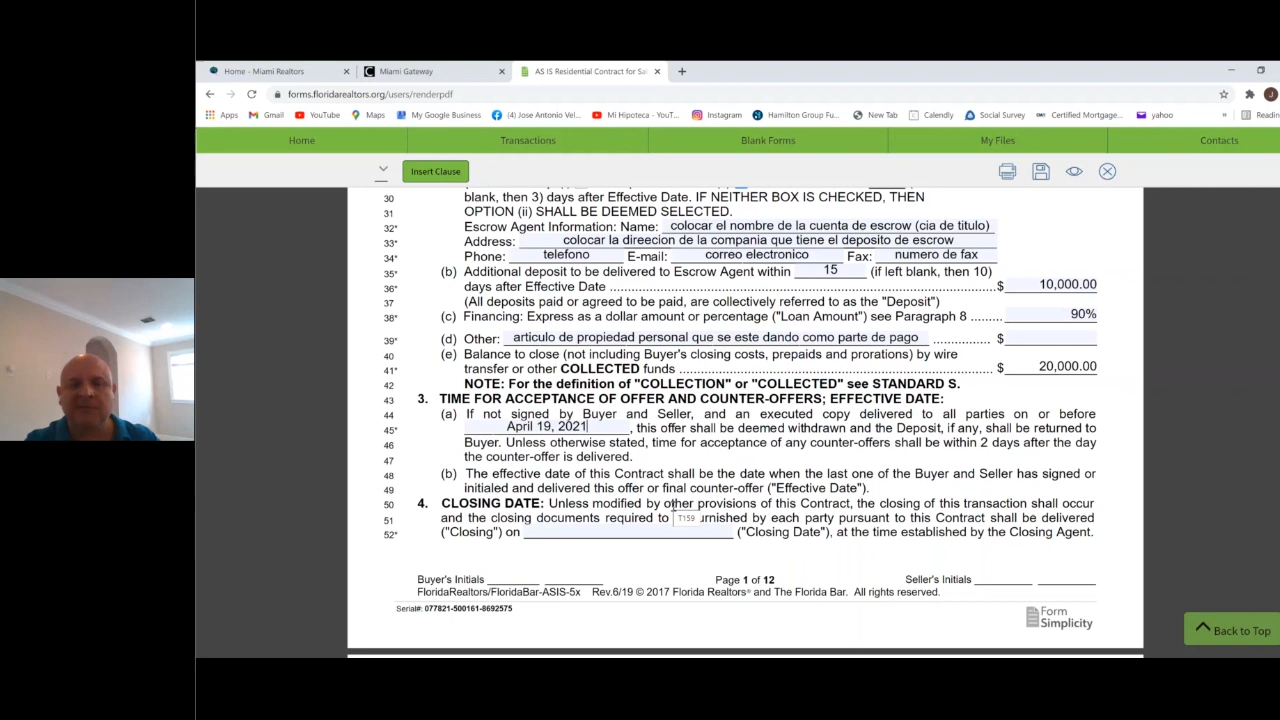 Home - Miami Realtors
Miami Gateway
AS IS Residential Contract for Sa
forms.floridarealtors.org/users/renderpdf
Apps Gmail YouTube Maps My Google Business (4) Jose Antonio Vel... Mi Hipoteca - YouT... Instagram Hamilton Group Fu... New Tab Calendly Social Survey Certified Mortgage... yahoo » Readin
J
Home Transactions Blank Forms My Files Contacts
Insert Clause
30 blank, then 3) days after Effective Date. IF NEITHER BOX IS CHECKED, THEN
31 OPTION (ii) SHALL BE DEEMED SELECTED.
32* Escrow Agent Information: Name: colocar el nombre de la cuenta de escrow (cia de titulo)
33* Address: colocar la direecion de la compania que tiene el deposito de escrow
34* Phone: telefono E-mail: correo electronico Fax: numero de fax
35* (b) Additional deposit to be delivered to Escrow Agent within 15 (if left blank, then 10)
36* days after Effective Date ........ $ 10,000.00
37 (All deposits paid or agreed to be paid, are collectively referred to as the "Deposit")
38* (c) Financing: Express as a dollar amount or percentage ("Loan Amount") see Paragraph 8 ......... 90%
39* (d) Other: articulo de propiedad personal que se este dando como parte de pago ................ $
40 (e) Balance to close (not including Buyer's closing costs, prepaids and prorations) by wire
41* transfer or other COLLECTED funds ........ $ 20,000.00
42 NOTE: For the definition of "COLLECTION" or "COLLECTED" see STANDARD S.
43 3. TIME FOR ACCEPTANCE OF OFFER AND COUNTER-OFFERS; EFFECTIVE DATE:
44 (a) If not signed by Buyer and Seller, and an executed copy delivered to all parties on or before
45* April 19, 2021 , this offer shall be deemed withdrawn and the Deposit, if any, shall be returned to
46 Buyer. Unless otherwise stated, time for acceptance of any counter-offers shall be within 2 days after the day
47 the counter-offer is delivered.
48 (b) The effective date of this Contract shall be the date when the last one of the Buyer and Seller has signed or
49 initialed and delivered this offer or final counter-offer ("Effective Date").
50 4. CLOSING DATE: Unless modified by other provisions of this Contract, the closing of this transaction shall occur
51 and the closing documents required to T159 urnished by each party pursuant to this Contract shall be delivered
52* ("Closing") on ____ ("Closing Date"), at the time established by the Closing Agent.
Buyer's Initials ____ ____ Page 1 of 12 Seller's Initials ____ ____
FloridaRealtors/FloridaBar-ASIS-5x Rev.6/19 © 2017 Florida Realtors® and The Florida Bar. All rights reserved.
Serial#: 077821-500161-8692575
Form
Simplicity
Back to Top